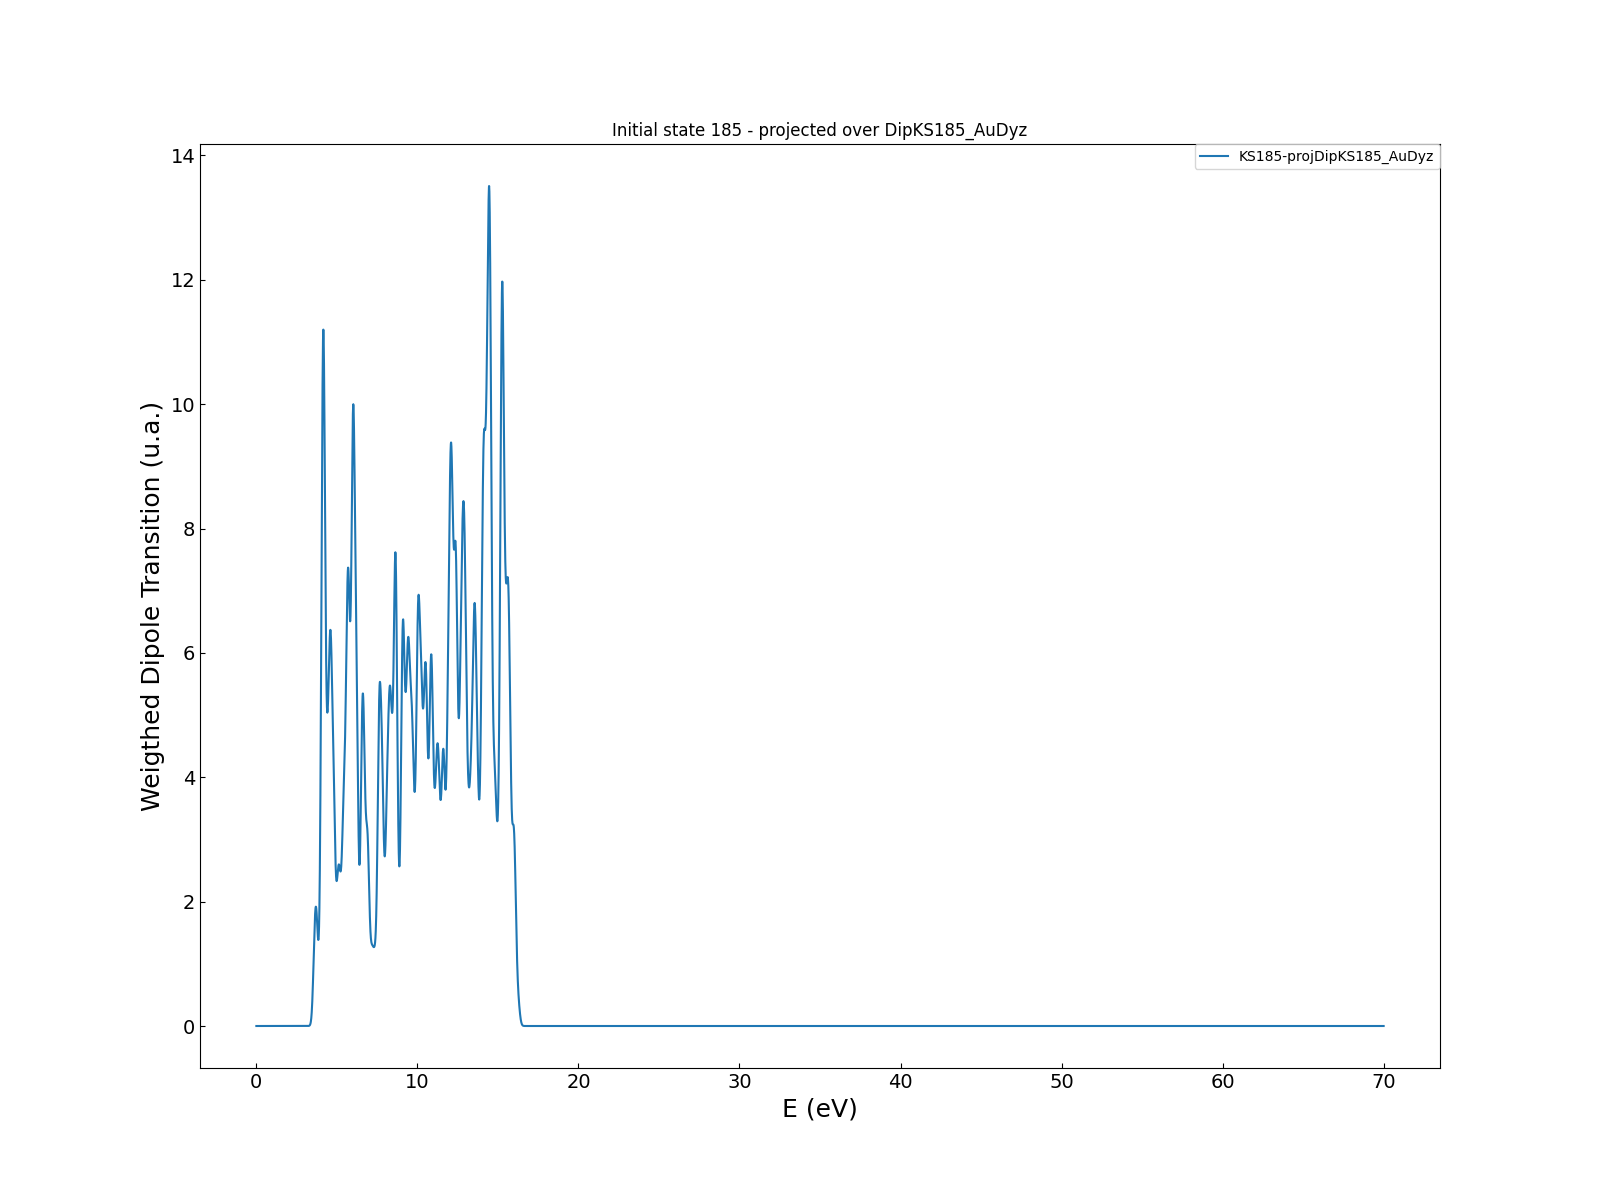 Initial state 185 - projected over DipKS185_AuDyz
KS185-projDipKS185_AuDyz
Weigthed Dipole Transition (u.a.)
14
12
10
8
6
4
2
0
0 10 20 30 40 50 60 70
E (eV)